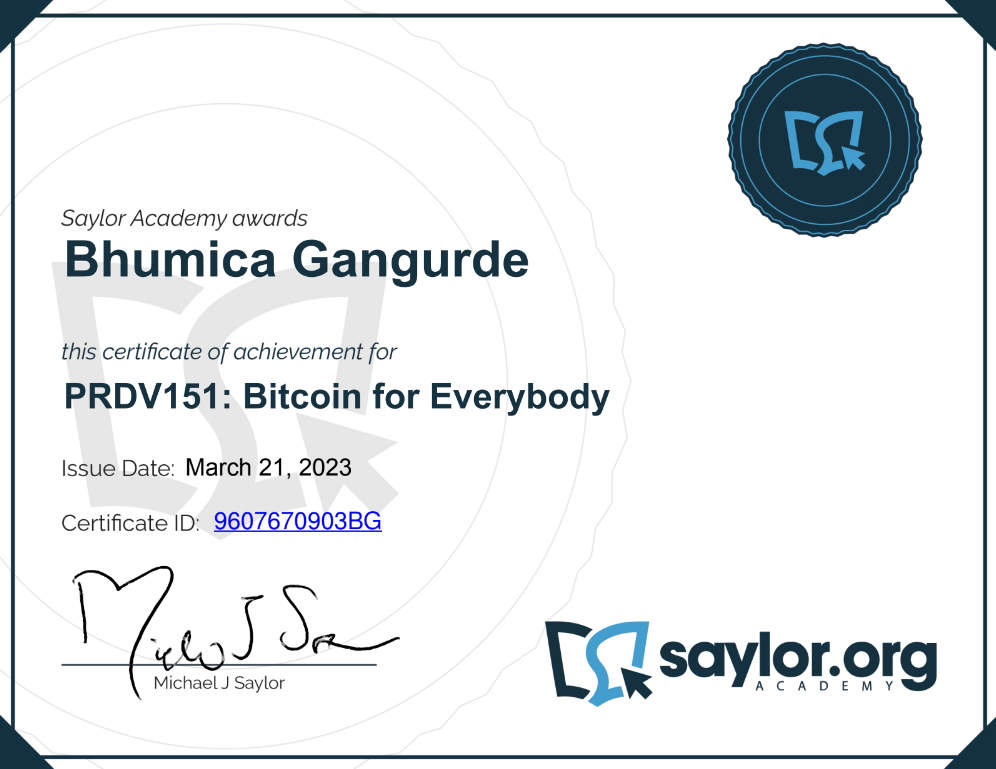 Saylor Academy awards
Bhumica Gangurde
this certificate of achievement for
PRDV151: Bitcoin for Everybody
Issue Date: March 21, 2023
Certificate ID: 9607670903BG
Michael J Saylor
saylor.org
ACADEMY